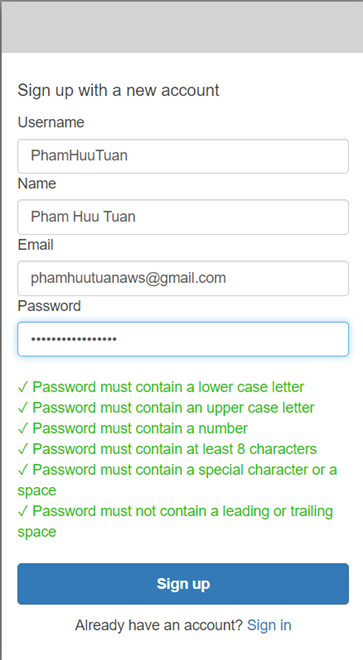 Sign up with a new account
Username
PhamHuuTuan
Name
Pham Huu Tuan
Email
phamhuutuanaws@gmail.com
Password
•••••••••••••••••
✓ Password must contain a lower case letter
✓ Password must contain an upper case letter
✓ Password must contain a number
✓ Password must contain at least 8 characters
✓ Password must contain a special character or a
space
✓ Password must not contain a leading or trailing
space
Sign up
Already have an account? Sign in